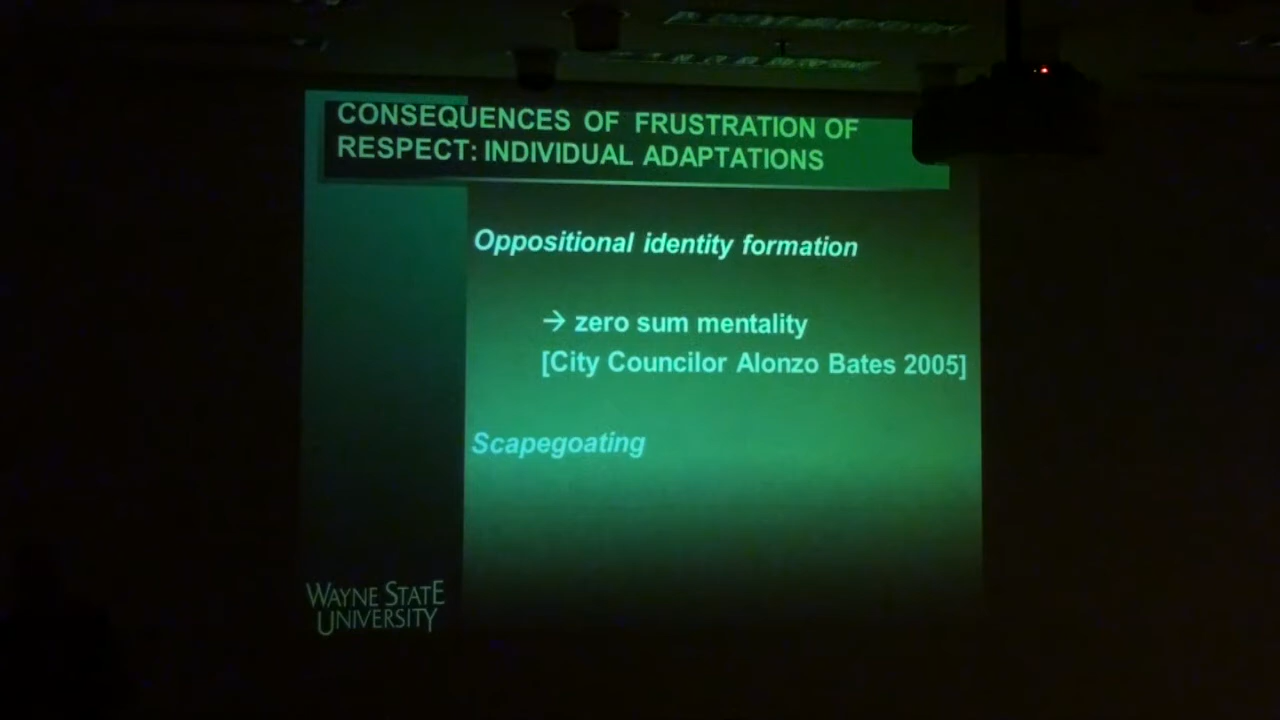 CONSEQUENCES OF FRUSTRATION OF
RESPECT: INDIVIDUAL ADAPTATIONS
Oppositional identity formation
→ zero sum mentality
[City Councilor Alonzo Bates 2005]
Scapegoating
WAYNE STATE
UNIVERSITY